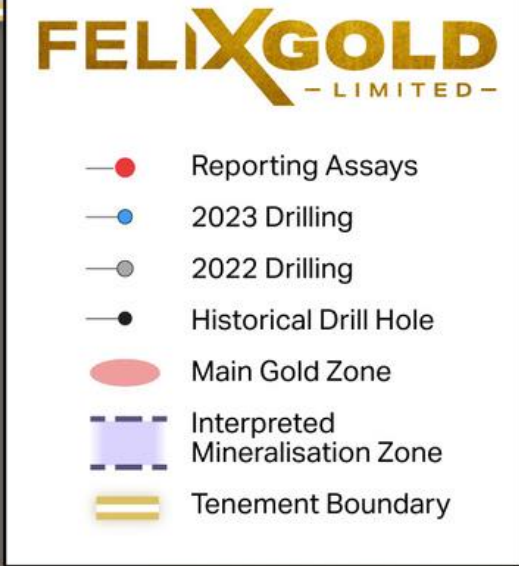 FELIXGOLD
– LIMITED –
Reporting Assays
2023 Drilling
2022 Drilling
Historical Drill Hole
Main Gold Zone
Interpreted
Mineralisation Zone
Tenement Boundary